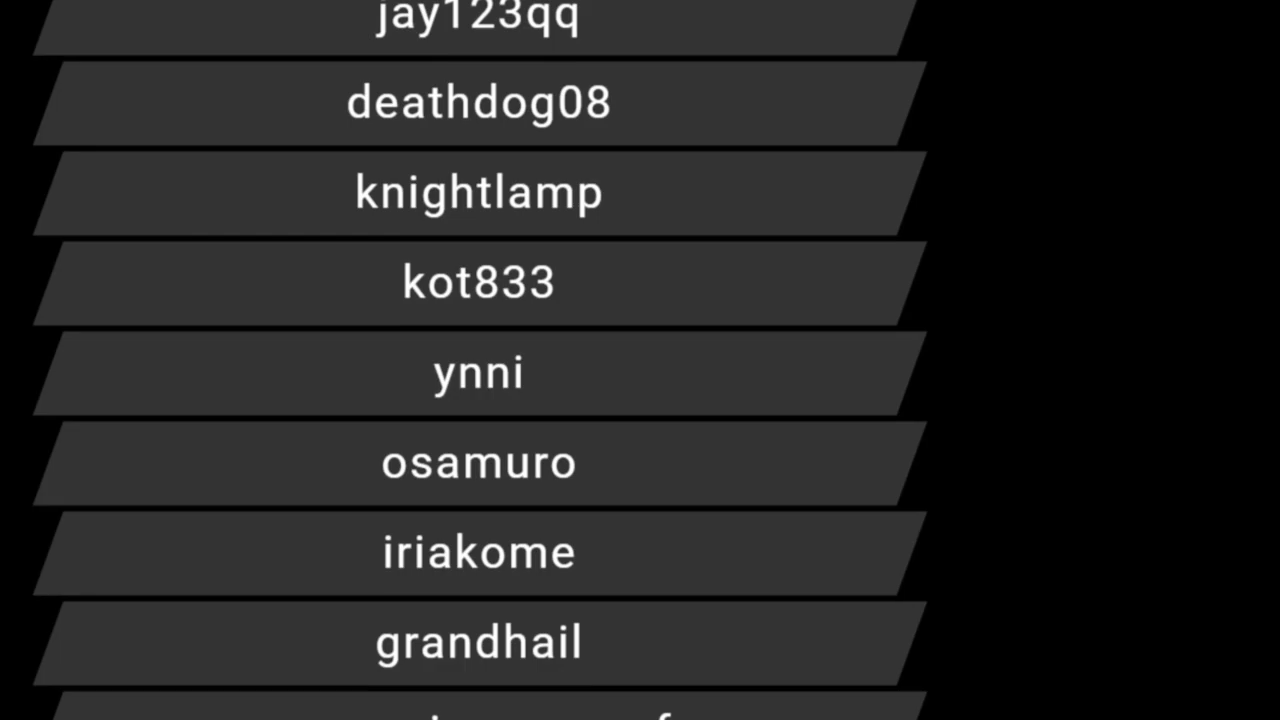 jay123qq
deathdog08
knightlamp
kot833
ynni
osamuro
iriakome
grandhail